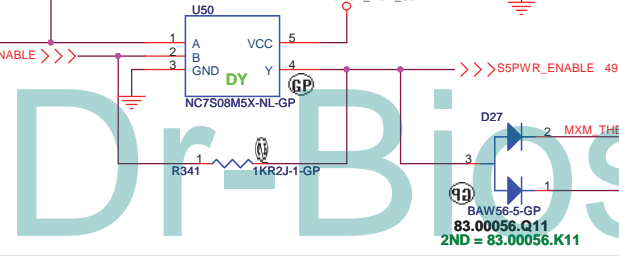 U50
1 A VCC 5
NABLE 2 B
3 GND Y 4 S5PWR_ENABLE 49
DY GP
NC7S08M5X-NL-GP
D27
2 MXM_THE
3
R341 1 1KR2J-1-GP
GP 1
BAW56-5-GP
83.00056.Q11
2ND = 83.00056.K11
Dr-Bios